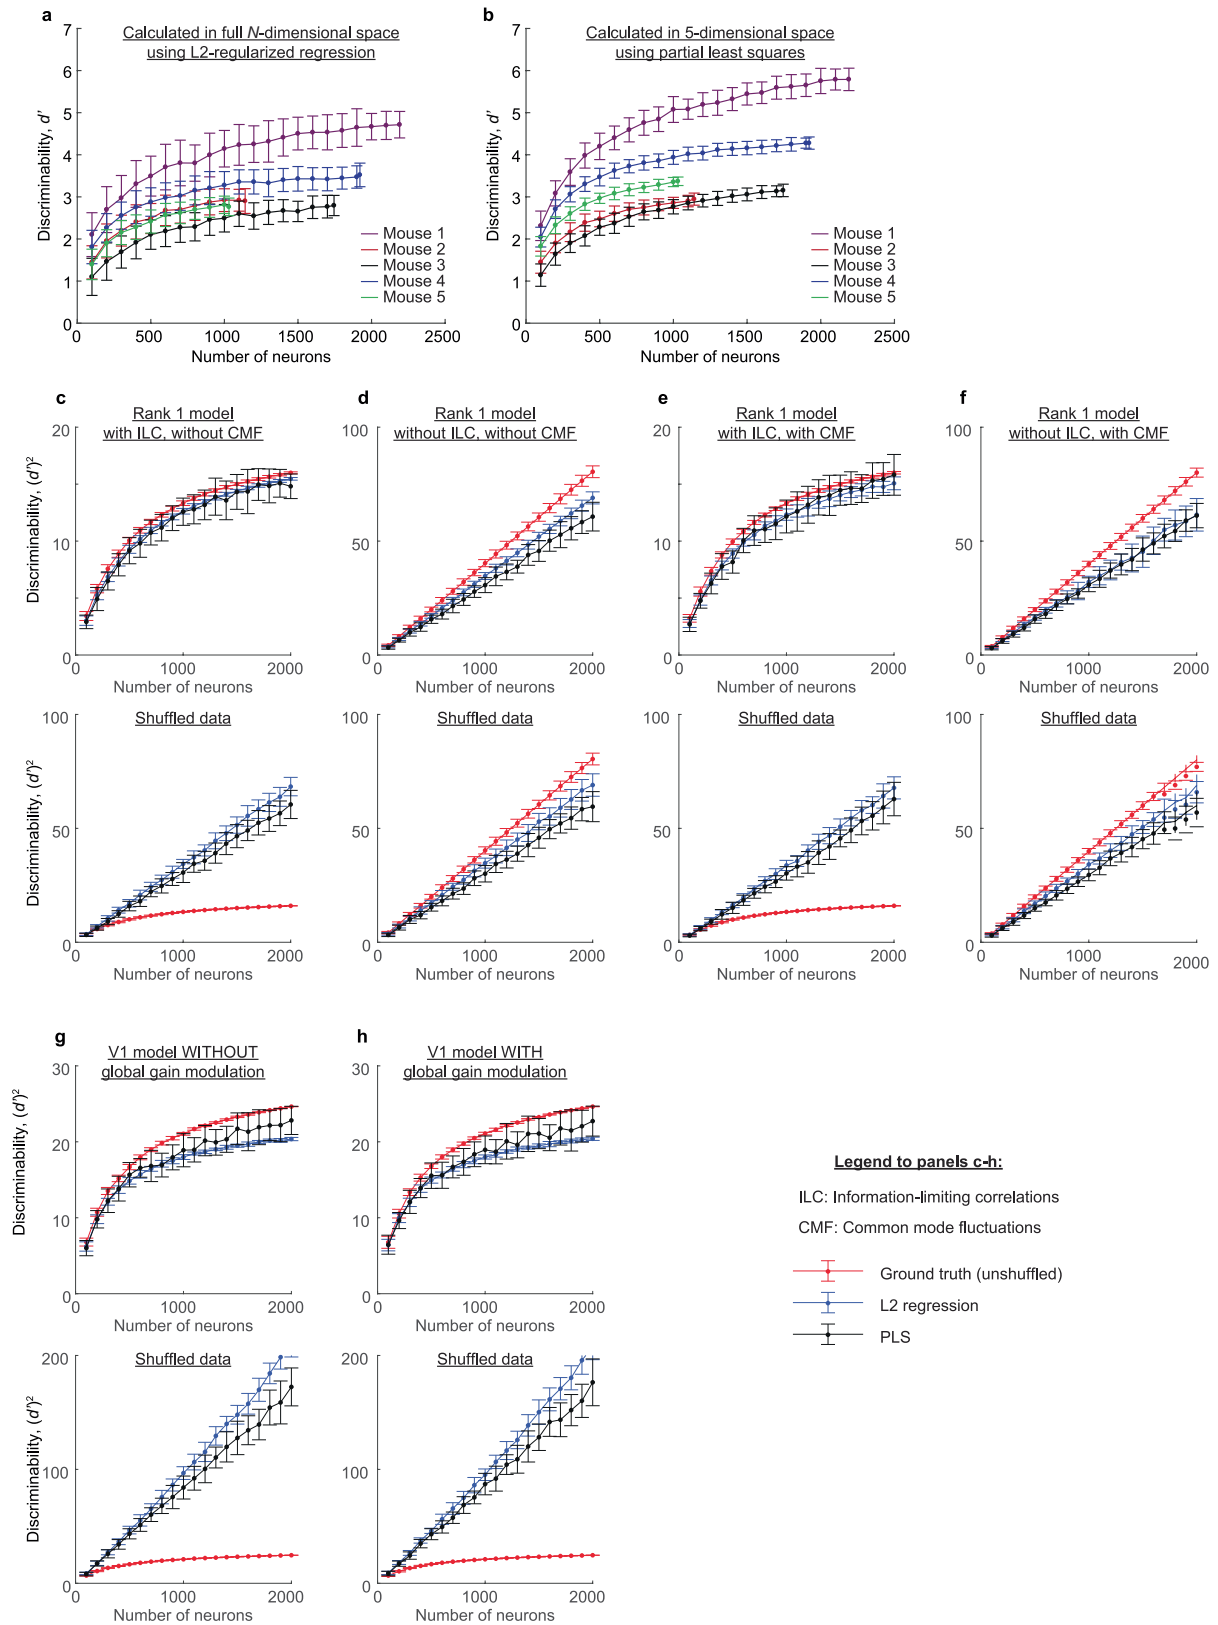 a
Calculated in full N-dimensional space
using L2-regularized regression
Discriminability, d′
7
6
5
4
3
2
1
0
0
500
1000
1500
2000
2500
Number of neurons
Mouse 1
Mouse 2
Mouse 3
Mouse 4
Mouse 5
b
Calculated in 5-dimensional space
using partial least squares
Discriminability, d′
7
6
5
4
3
2
1
0
0
500
1000
1500
2000
2500
Number of neurons
Mouse 1
Mouse 2
Mouse 3
Mouse 4
Mouse 5
c
Rank 1 model
with ILC, without CMF
Discriminability, (d′)²
20
10
0
0
1000
2000
Number of neurons
d
Rank 1 model
without ILC, without CMF
100
50
0
0
1000
2000
Number of neurons
e
Rank 1 model
with ILC, with CMF
20
10
0
0
1000
2000
Number of neurons
f
Rank 1 model
without ILC, with CMF
100
50
0
0
1000
2000
Number of neurons
Shuffled data
Discriminability, (d′)²
100
50
0
0
1000
2000
Number of neurons
Shuffled data
100
50
0
0
1000
2000
Number of neurons
Shuffled data
100
50
0
0
1000
2000
Number of neurons
Shuffled data
100
50
0
0
1000
2000
Number of neurons
g
V1 model WITHOUT
global gain modulation
Discriminability, (d′)²
30
20
10
0
0
1000
2000
Number of neurons
h
V1 model WITH
global gain modulation
30
20
10
0
0
1000
2000
Number of neurons
Shuffled data
Discriminability, (d′)²
200
100
0
0
1000
2000
Number of neurons
Shuffled data
200
100
0
0
1000
2000
Number of neurons
Legend to panels c-h:
ILC: Information-limiting correlations
CMF: Common mode fluctuations
Ground truth (unshuffled)
L2 regression
PLS